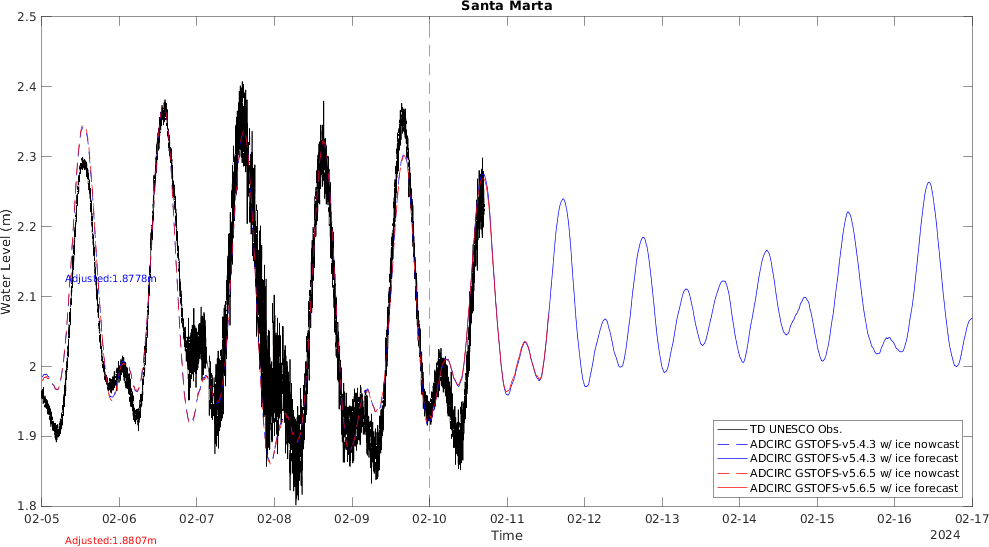 Santa Marta
2.5
2.4
2.3
2.2
2.1
2
1.9
1.8
Water Level (m)
Adjusted:1.8778m
TD UNESCO Obs.
ADCIRC GSTOFS-v5.4.3 w/ ice nowcast
ADCIRC GSTOFS-v5.4.3 w/ ice forecast
ADCIRC GSTOFS-v5.6.5 w/ ice nowcast
ADCIRC GSTOFS-v5.6.5 w/ ice forecast
02-05 02-06 02-07 02-08 02-09 02-10 02-11 02-12 02-13 02-14 02-15 02-16 02-17
Time
2024
Adjusted:1.8807m